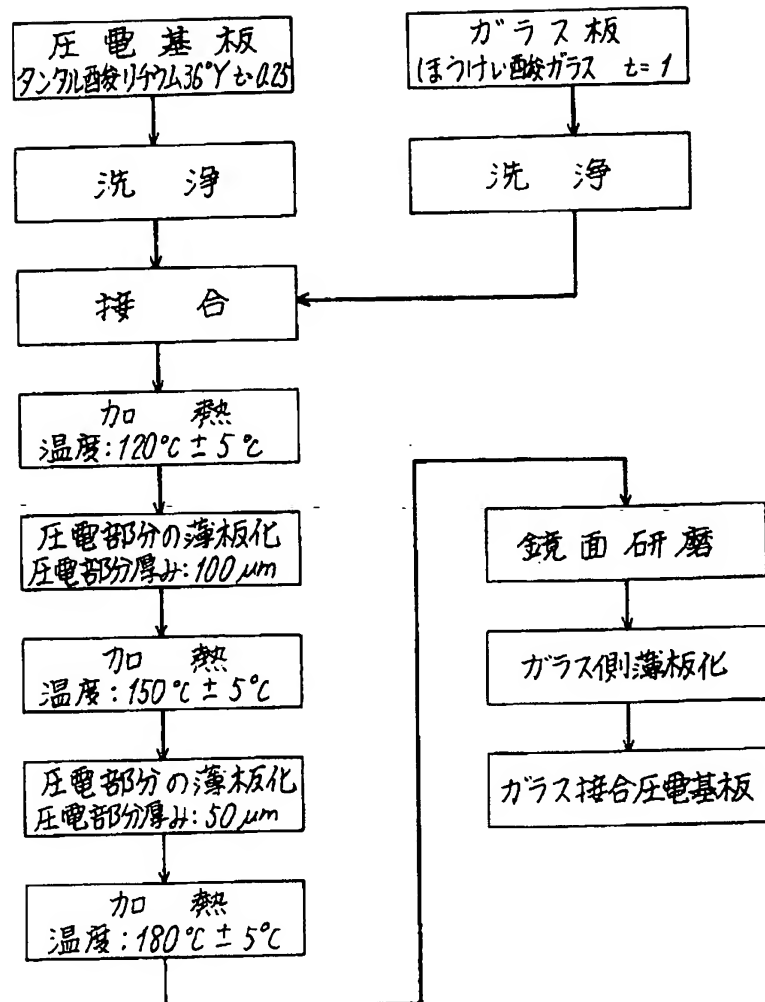 圧電基板
タンタル酸リチウム36°Y t=0.25
洗浄
接合
加熱
温度:120℃ ± 5℃
圧電部分の薄板化
圧電部分厚み:100μm
加熱
温度:150℃ ± 5℃
圧電部分の薄板化
圧電部分厚み:50μm
加熱
温度:180℃ ± 5℃
ガラス板
ほうけい酸ガラス t=1
洗浄
鏡面研磨
ガラス側薄板化
ガラス接合圧電基板